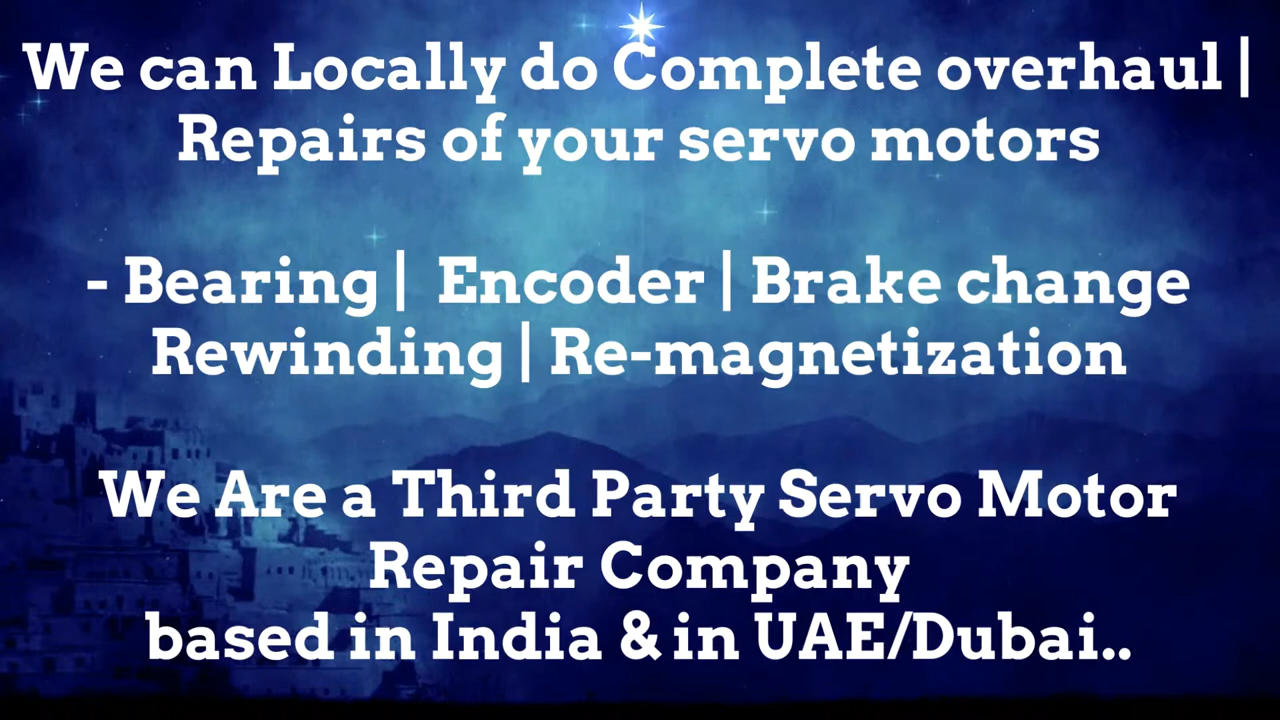 We can Locally do Complete overhaul |
Repairs of your servo motors
- Bearing | Encoder | Brake change
Rewinding | Re-magnetization
We Are a Third Party Servo Motor
Repair Company
based in India & in UAE/Dubai..